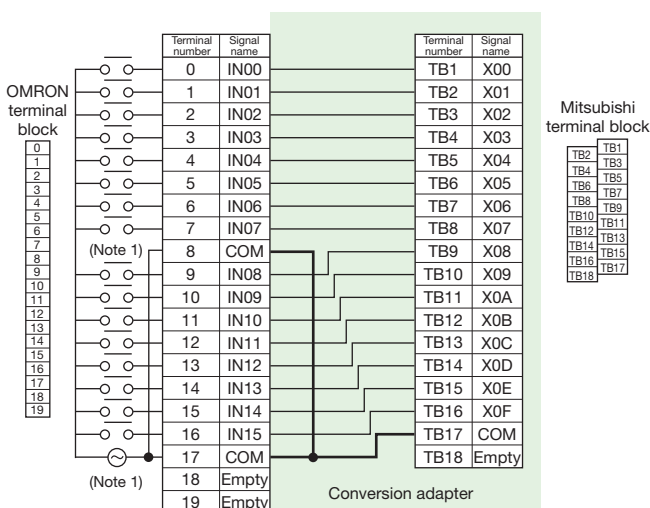 Terminal number Signal name Terminal number Signal name
0 IN00 TB1 X00
1 IN01 TB2 X01
2 IN02 TB3 X02
3 IN03 TB4 X03
4 IN04 TB5 X04
5 IN05 TB6 X05
6 IN06 TB7 X06
7 IN07 TB8 X07
(Note 1) 8 COM TB9 X08
9 IN08 TB10 X09
10 IN09 TB11 X0A
11 IN10 TB12 X0B
12 IN11 TB13 X0C
13 IN12 TB14 X0D
14 IN13 TB15 X0E
15 IN14 TB16 X0F
16 IN15 TB17 COM
17 COM TB18 Empty
(Note 1) 18 Empty
19 Empty
Conversion adapter
OMRON
terminal
block
0
1
2
3
4
5
6
7
8
9
10
11
12
13
14
15
16
17
18
19
Mitsubishi
terminal block
TB1
TB2
TB3
TB4
TB5
TB6
TB7
TB8
TB9
TB10
TB11
TB12
TB13
TB14
TB15
TB16
TB17
TB18